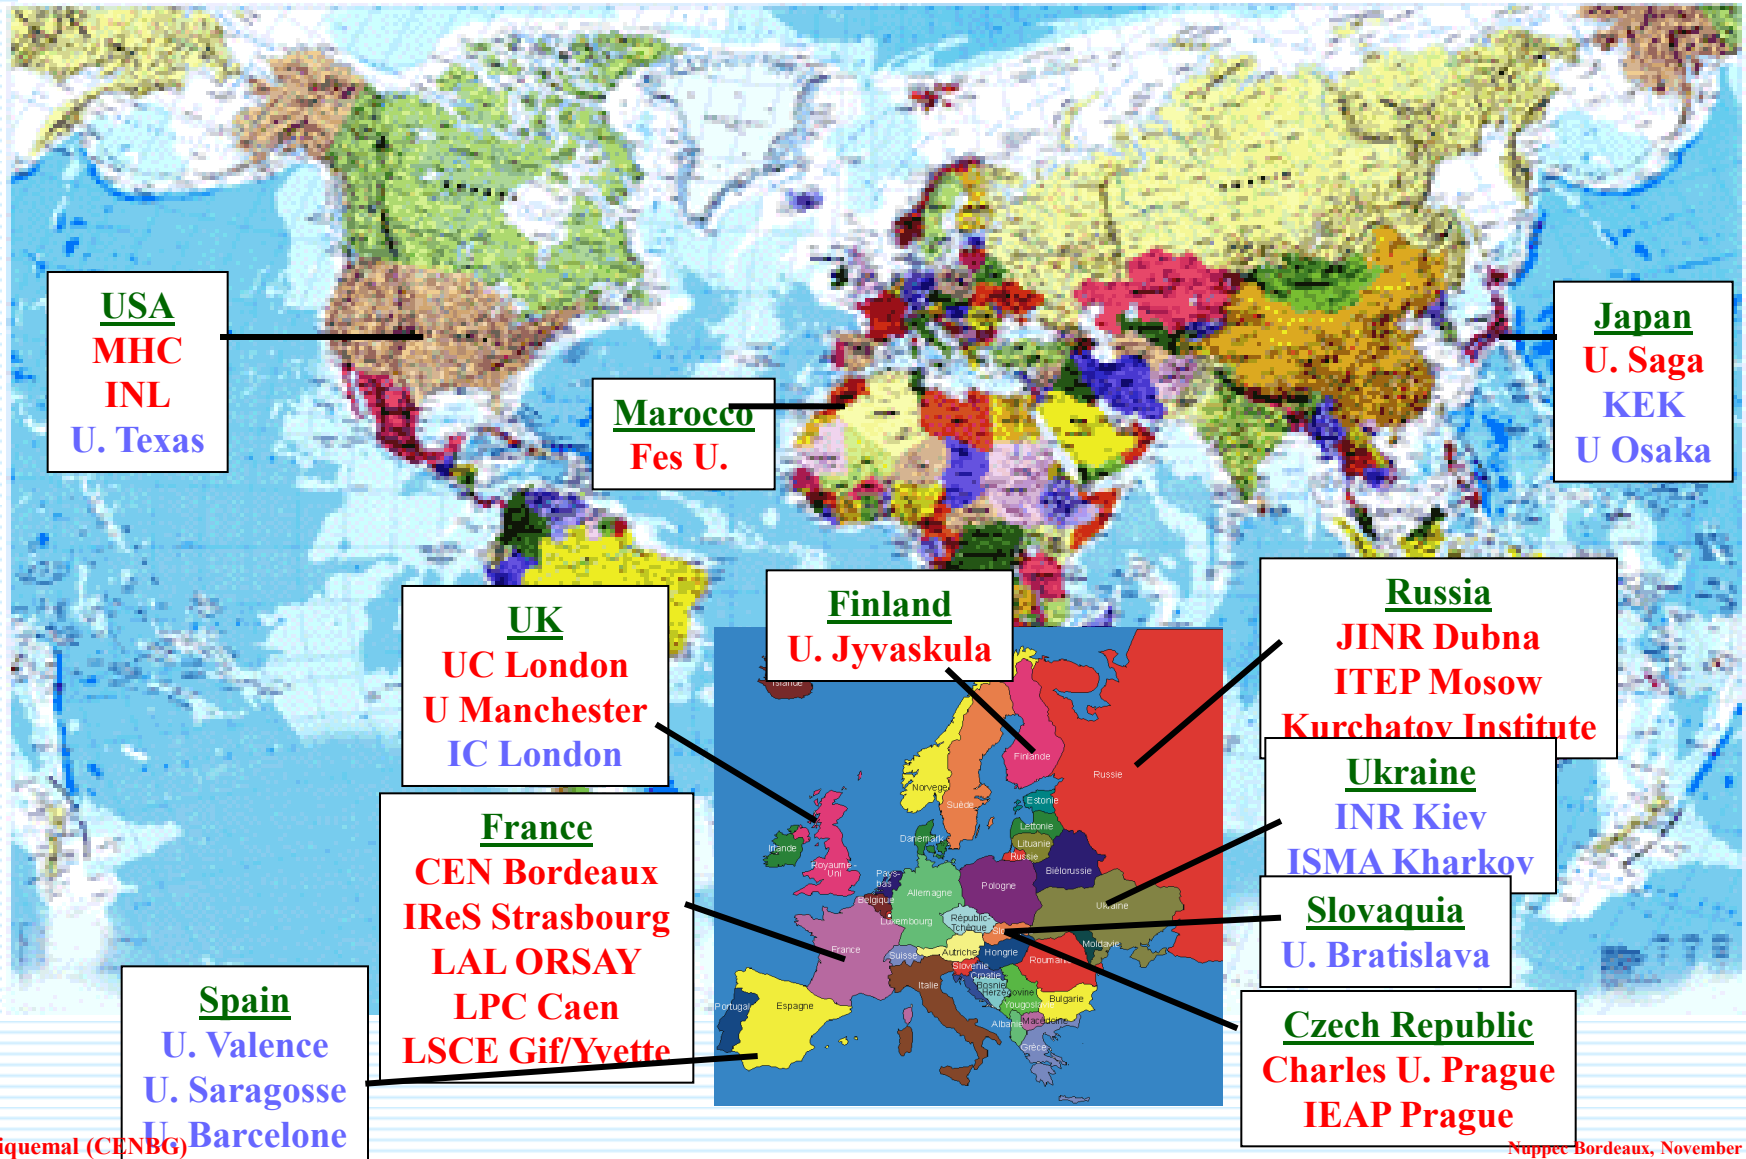 USA
MHC
INL
U. Texas
Marocco
Fes U.
Japan
U. Saga
KEK
U Osaka
UK
UC London
U Manchester
IC London
Finland
U. Jyvaskula
Russia
JINR Dubna
ITEP Mosow
Kurchatov Institute
Ukraine
INR Kiev
ISMA Kharkov
France
CEN Bordeaux
IReS Strasbourg
LAL ORSAY
LPC Caen
LSCE Gif/Yvette
Slovaquia
U. Bratislava
Spain
U. Valence
U. Saragosse
U. Barcelone
Czech Republic
Charles U. Prague
IEAP Prague
Islande
Finlande
Russie
Norvege
Suède
Estonie
Lettonie
Lituanie
Russie
Danemark
Irlande
Royaume-
Uni
Pays-
bas
Belgique
Allemagne
Pologne
Biélorussie
Luxembourg
Républic-
Tchèque
Ukraine
France
Suisse
Autriche
Hongrie
Moldavie
Slovénie
Croatie
Bosnie
Herzégovine
Italie
Bulgarie
Portugal
Espagne
Albanie
Macédoine
Grèce
iquemal (CENBG)
Nuppec Bordeaux, November